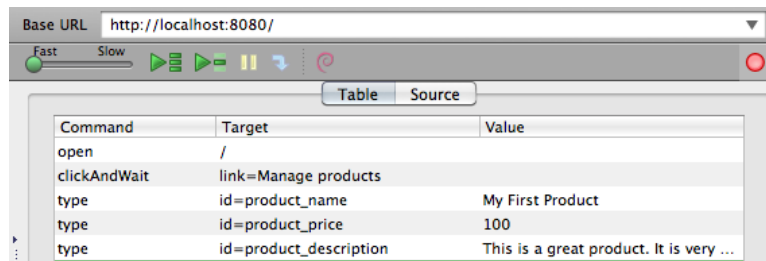 Base URL http://localhost:8080/
Fast Slow
Table Source
Command Target Value
open /
clickAndWait link=Manage products
type id=product_name My First Product
type id=product_price 100
type id=product_description This is a great product. It is very ...